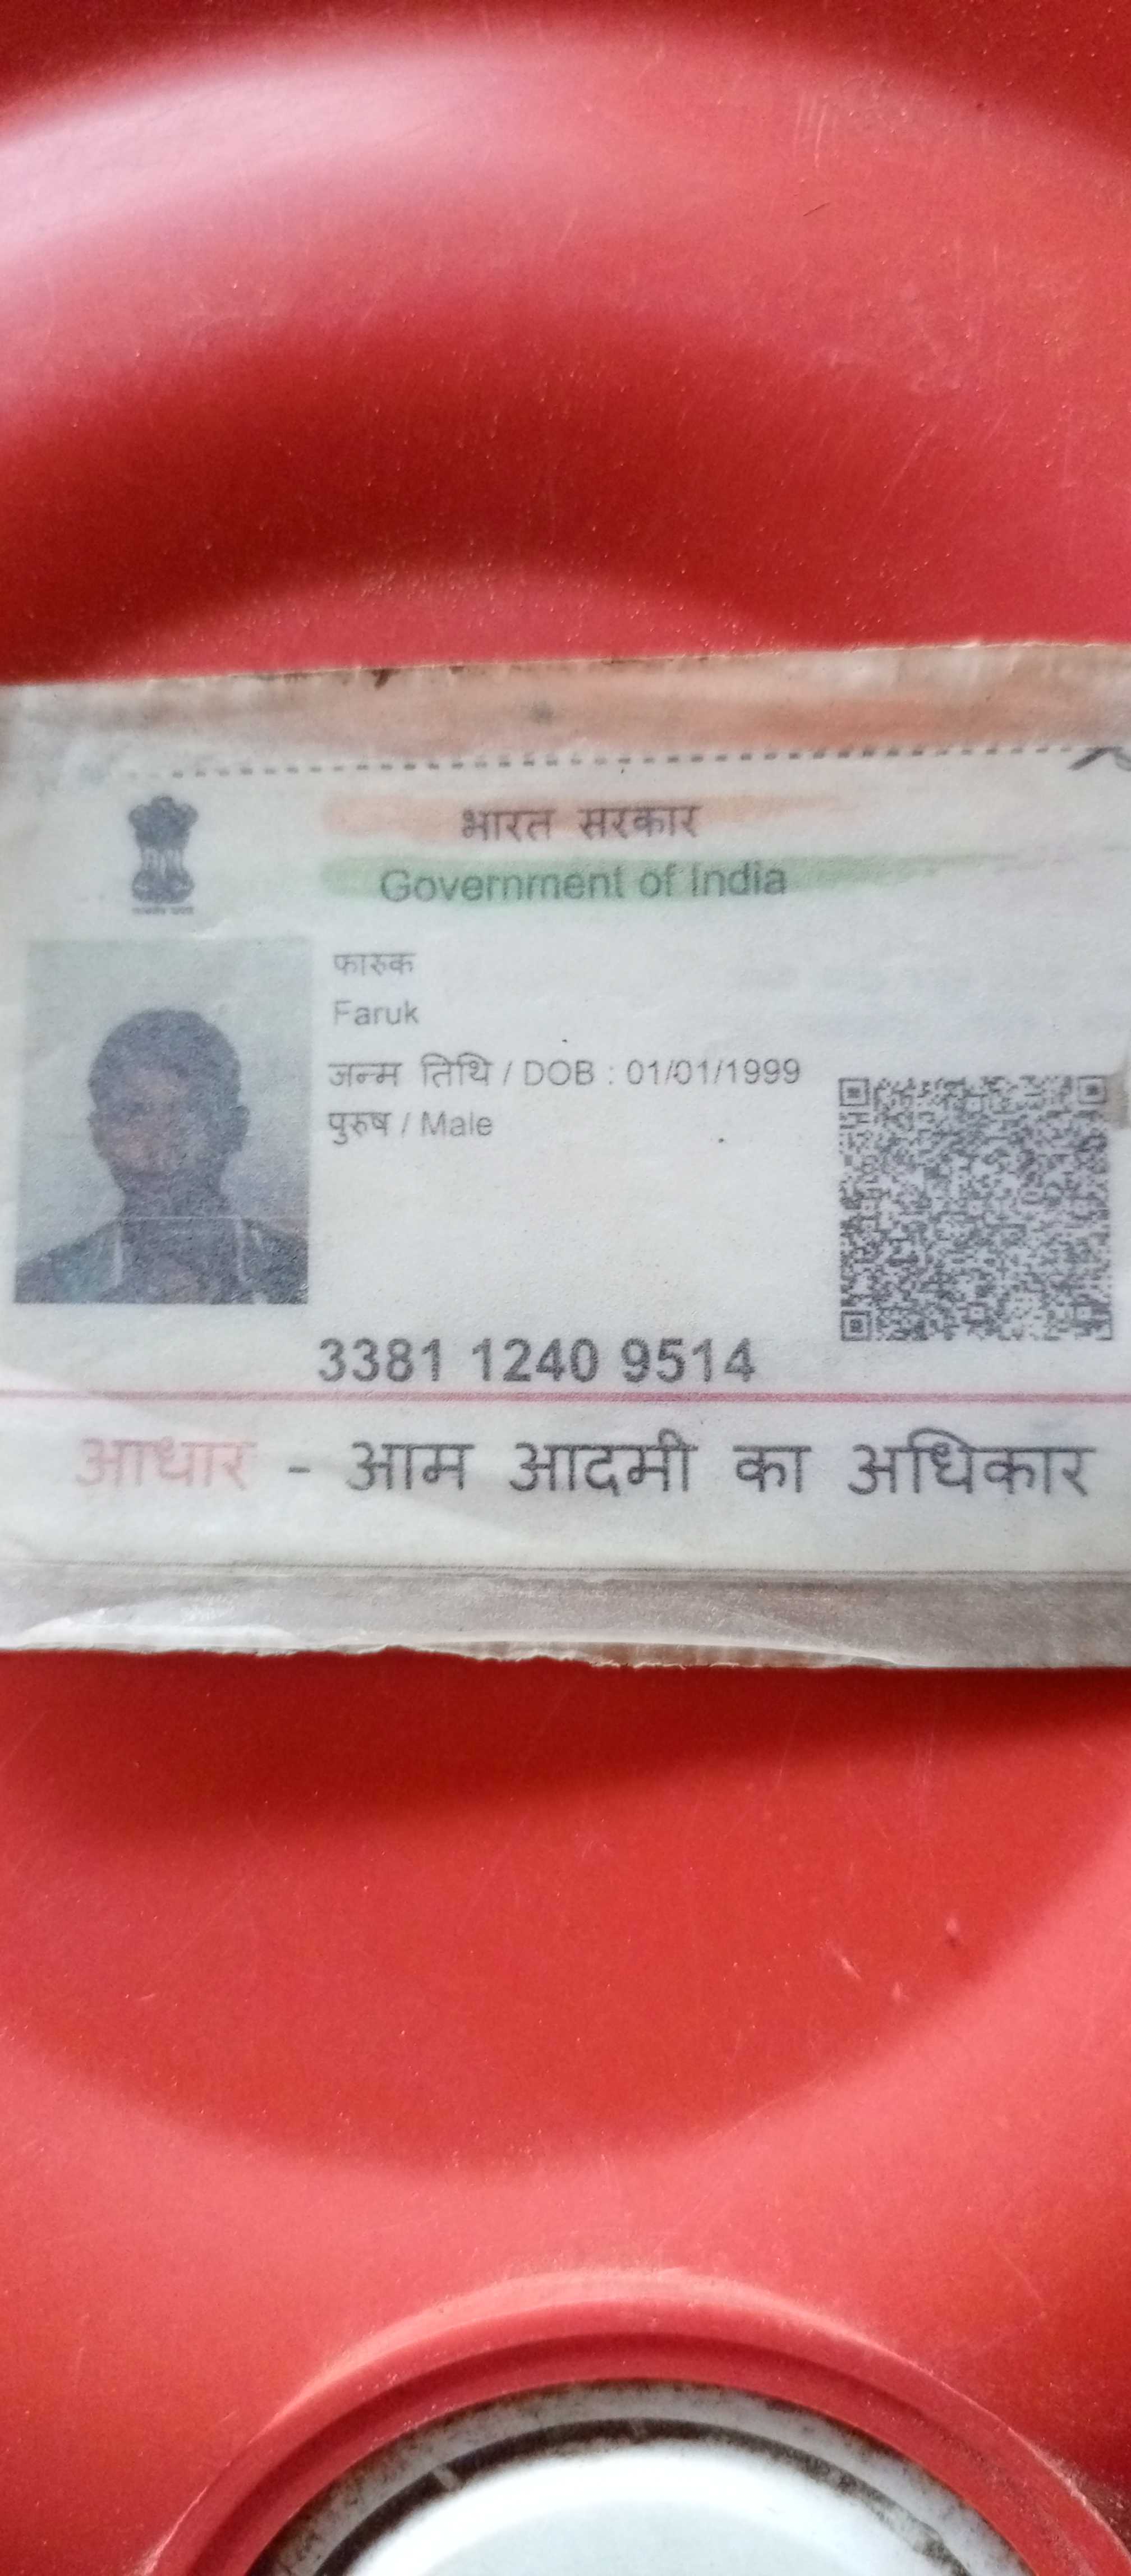 भारत सरकार
Government of India
फारुक
Faruk
जन्म तिथि / DOB : 01/01/1999
पुरुष / Male
3381 1240 9514
आधार - आम आदमी का अधिकार